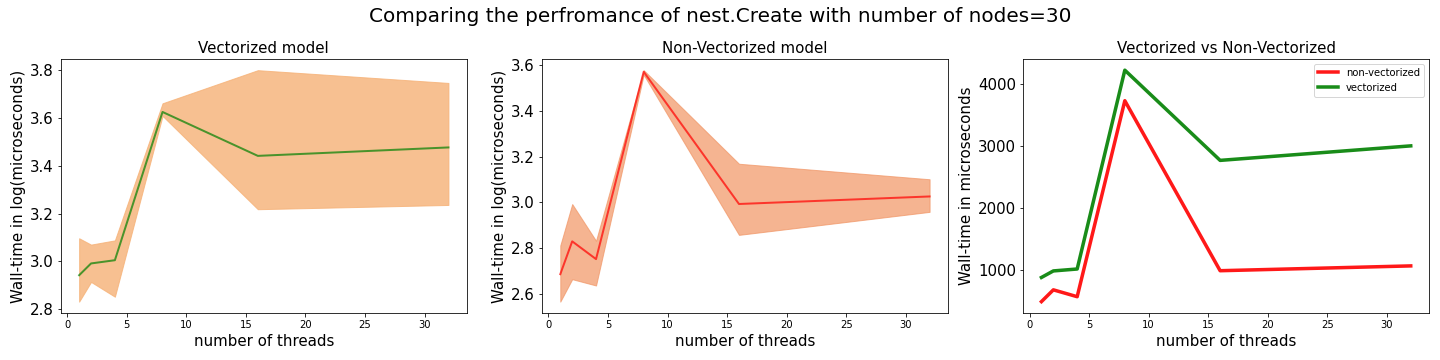 Comparing the perfromance of nest.Create with number of nodes=30
Vectorized model
Wall-time in log(microseconds)
3.8
3.6
3.4
3.2
3.0
2.8
0 5 10 15 20 25 30
number of threads
Non-Vectorized model
Wall-time in log(microseconds)
3.6
3.4
3.2
3.0
2.8
2.6
0 5 10 15 20 25 30
number of threads
Vectorized vs Non-Vectorized
Wall-time in microseconds
4000
3000
2000
1000
non-vectorized
vectorized
0 5 10 15 20 25 30
number of threads